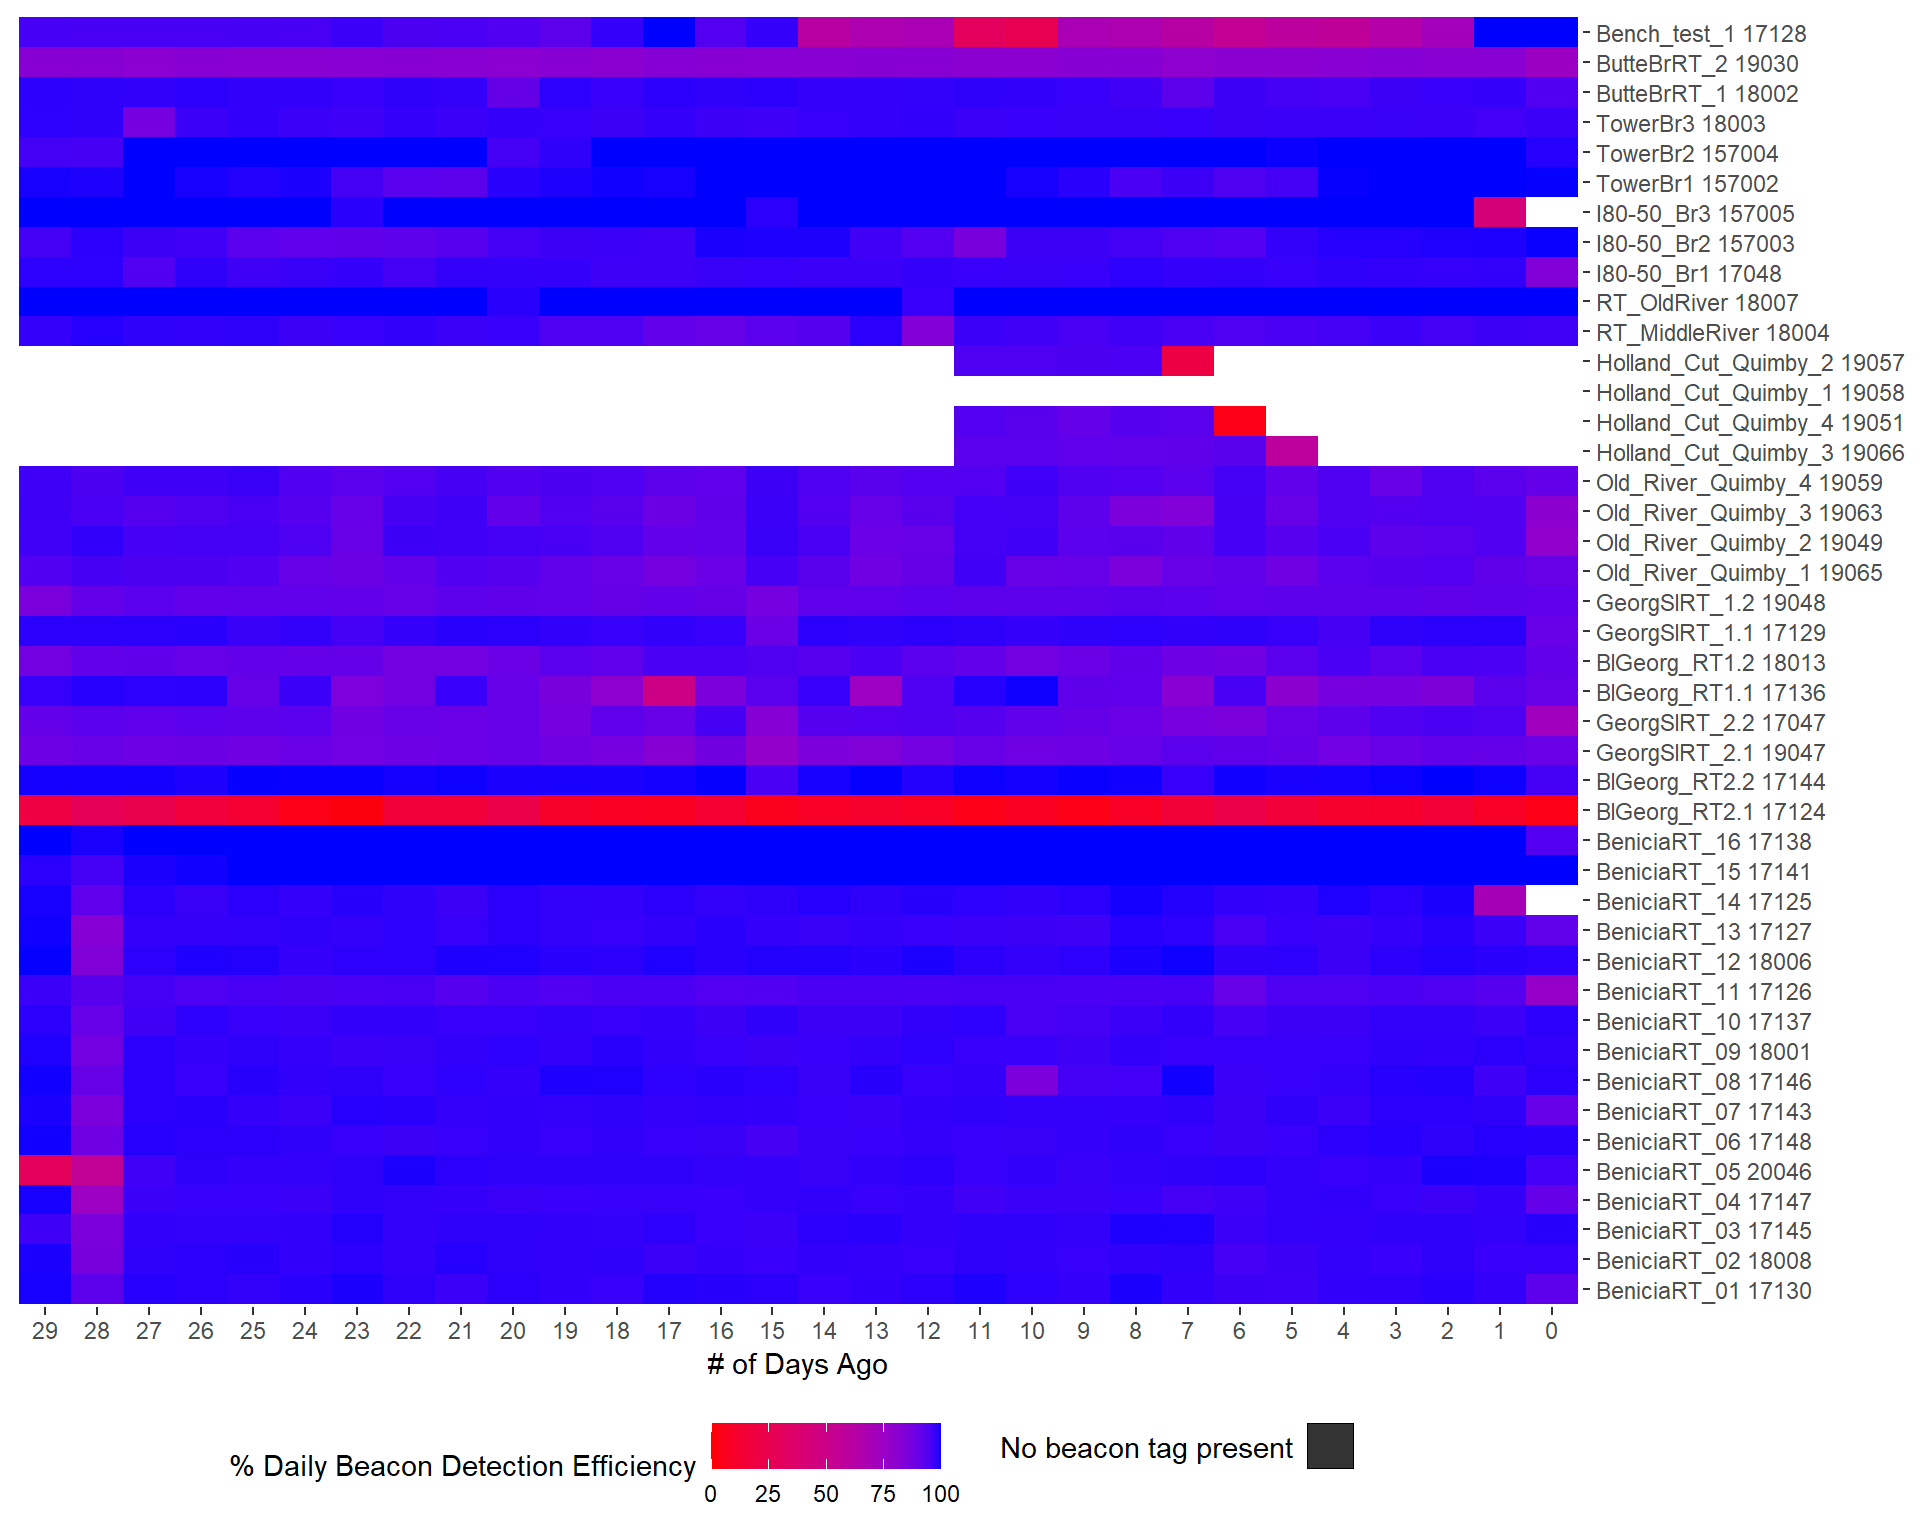 Bench_test_1 17128
ButteBrRT_2 19030
ButteBrRT_1 18002
TowerBr3 18003
TowerBr2 157004
TowerBr1 157002
I80-50_Br3 157005
I80-50_Br2 157003
I80-50_Br1 17048
RT_OldRiver 18007
RT_MiddleRiver 18004
Holland_Cut_Quimby_2 19057
Holland_Cut_Quimby_1 19058
Holland_Cut_Quimby_4 19051
Holland_Cut_Quimby_3 19066
Old_River_Quimby_4 19059
Old_River_Quimby_3 19063
Old_River_Quimby_2 19049
Old_River_Quimby_1 19065
GeorgSlRT_1.2 19048
GeorgSlRT_1.1 17129
BlGeorg_RT1.2 18013
BlGeorg_RT1.1 17136
GeorgSlRT_2.2 17047
GeorgSlRT_2.1 19047
BlGeorg_RT2.2 17144
BlGeorg_RT2.1 17124
BeniciaRT_16 17138
BeniciaRT_15 17141
BeniciaRT_14 17125
BeniciaRT_13 17127
BeniciaRT_12 18006
BeniciaRT_11 17126
BeniciaRT_10 17137
BeniciaRT_09 18001
BeniciaRT_08 17146
BeniciaRT_07 17143
BeniciaRT_06 17148
BeniciaRT_05 20046
BeniciaRT_04 17147
BeniciaRT_03 17145
BeniciaRT_02 18008
BeniciaRT_01 17130
29 28 27 26 25 24 23 22 21 20 19 18 17 16 15 14 13 12 11 10 9 8 7 6 5 4 3 2 1 0
# of Days Ago
% Daily Beacon Detection Efficiency
0 25 50 75 100
No beacon tag present